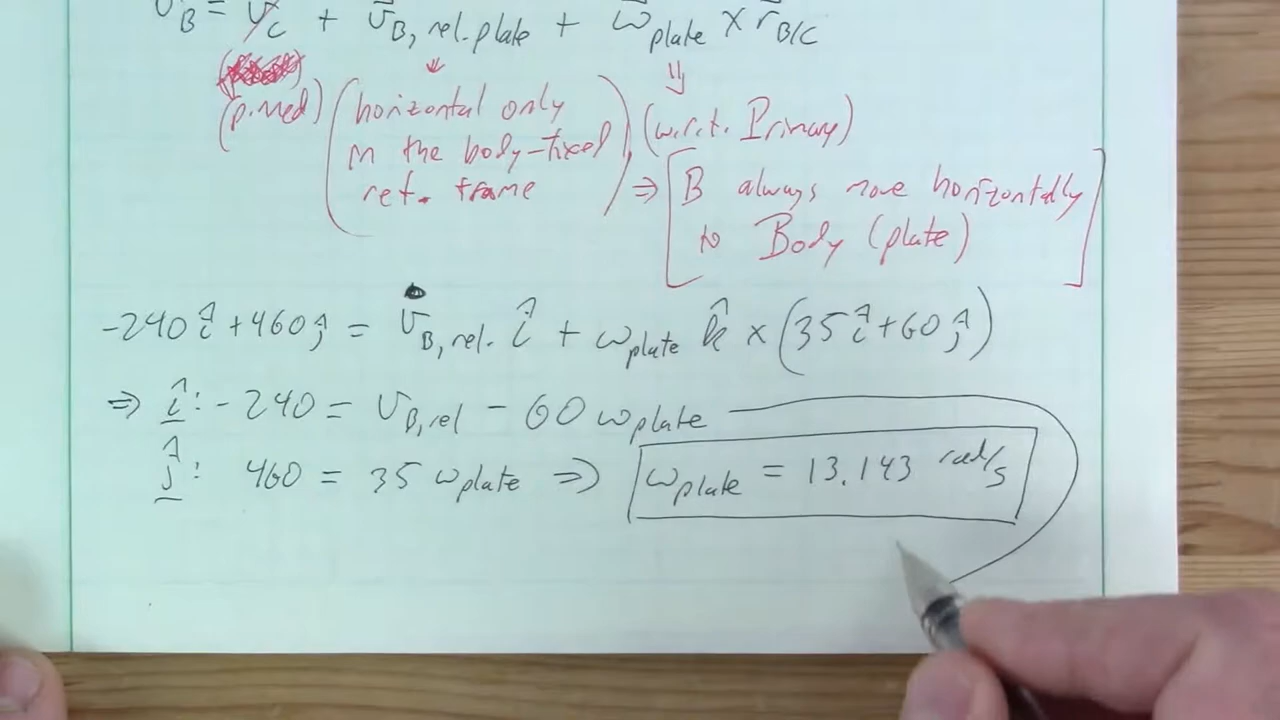 v_B = v_C + v_B, rel. plate + ω_plate × r_B/C
(pinned) (horizontal only in the body-fixed ref. frame) (w.r.t. Primary)
⇒ [B always move horizontally to Body (plate)]
-240 î + 460 ĵ = v_B, rel. î + ω_plate k̂ × (35 î + 60 ĵ)
⇒ î: -240 = v_B, rel - 60 ω_plate
ĵ: 460 = 35 ω_plate ⇒ ω_plate = 13.143 rad/s